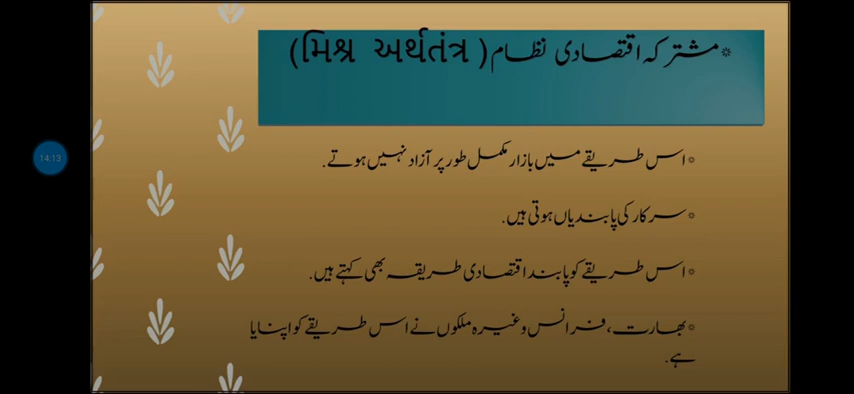 مشترکہ اقتصادی نظام ( મિશ્ર અર્થતંત્ર )
اس طریقے میں بازار مکمل طور پر آزاد نہیں ہوتے.
سرکار کی پابندیاں ہوتی ہیں.
اس طریقے کو پابند اقتصادی طریقہ بھی کہتے ہیں.
بھارت، فرانس وغیرہ ملکوں نے اس طریقے کو اپنایا
ہے.
14:13